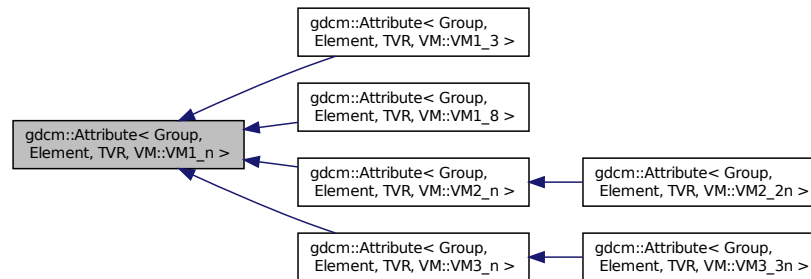 gdcm::Attribute< Group,
Element, TVR, VM::VM1_3 >
gdcm::Attribute< Group,
Element, TVR, VM::VM1_8 >
gdcm::Attribute< Group,
Element, TVR, VM::VM1_n >
gdcm::Attribute< Group,
Element, TVR, VM::VM2_n >
gdcm::Attribute< Group,
Element, TVR, VM::VM2_2n >
gdcm::Attribute< Group,
Element, TVR, VM::VM3_n >
gdcm::Attribute< Group,
Element, TVR, VM::VM3_3n >